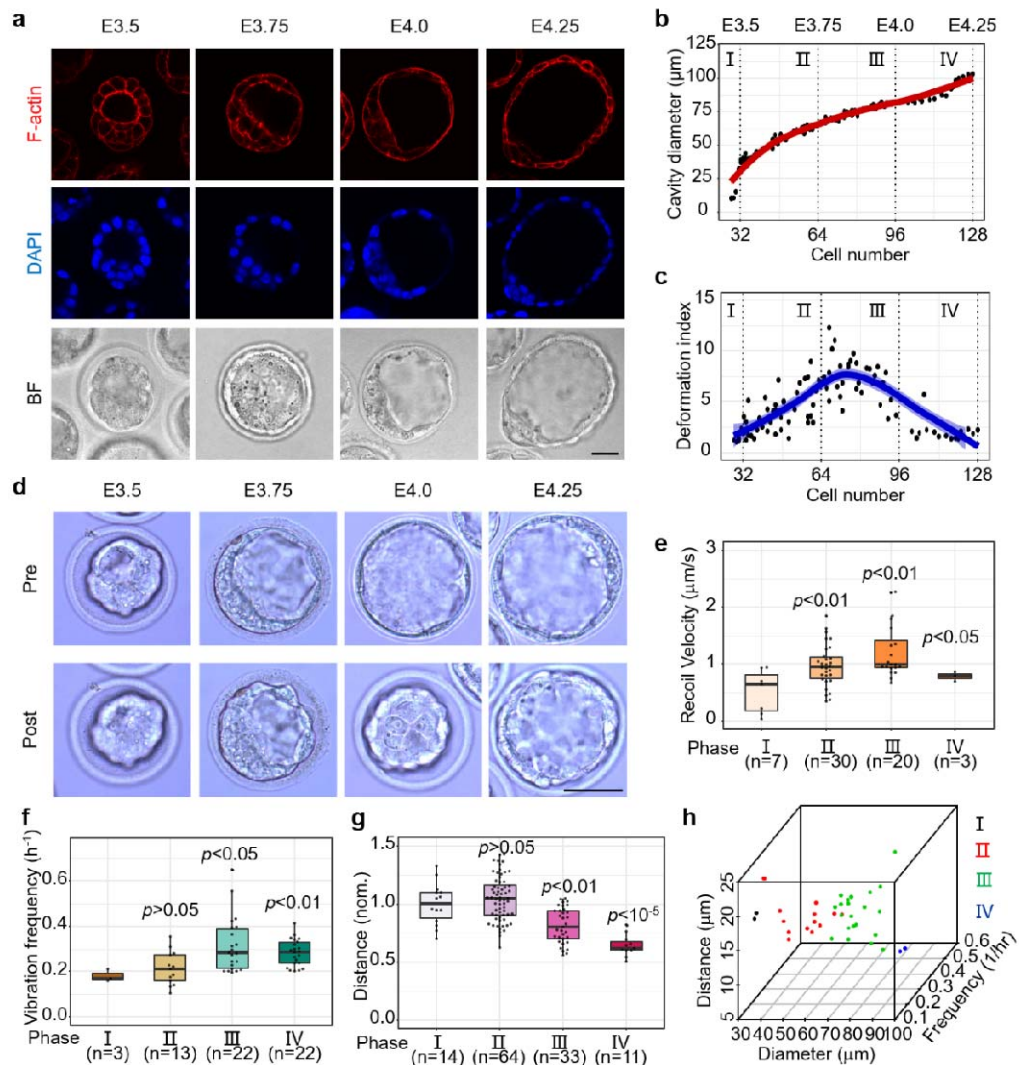 a
E3.5 E3.75 E4.0 E4.25
F-actin
DAPI
BF
b
E3.5 E3.75 E4.0 E4.25
Cavity diameter (μm)
125
100
75
50
25
0
I II III IV
32 64 96 128
Cell number
c
Deformation index
15
10
5
0
I II III IV
32 64 96 128
Cell number
d
E3.5 E3.75 E4.0 E4.25
Pre
Post
e
Recoil Velocity (μm/s)
3
2
1
0
p<0.01
p<0.01
p<0.05
Phase I II III IV
(n=7) (n=30) (n=20) (n=3)
f
Vibration frequency (h⁻¹)
0.6
0.4
0.2
0.0
p>0.05
p<0.05
p<0.01
Phase I II III IV
(n=3) (n=13) (n=22) (n=22)
g
Distance (nom.)
1.5
1.0
0.5
0.0
p>0.05
p<0.01
p<10⁻⁵
Phase I II III IV
(n=14) (n=64) (n=33) (n=11)
h
I
II
III
IV
Distance (μm)
25
20
15
10
5
30 40 50 60 70 80 90 100
Diameter (μm)
0.1 0.2 0.3 0.4 0.5 0.6
Frequency (1/hr)